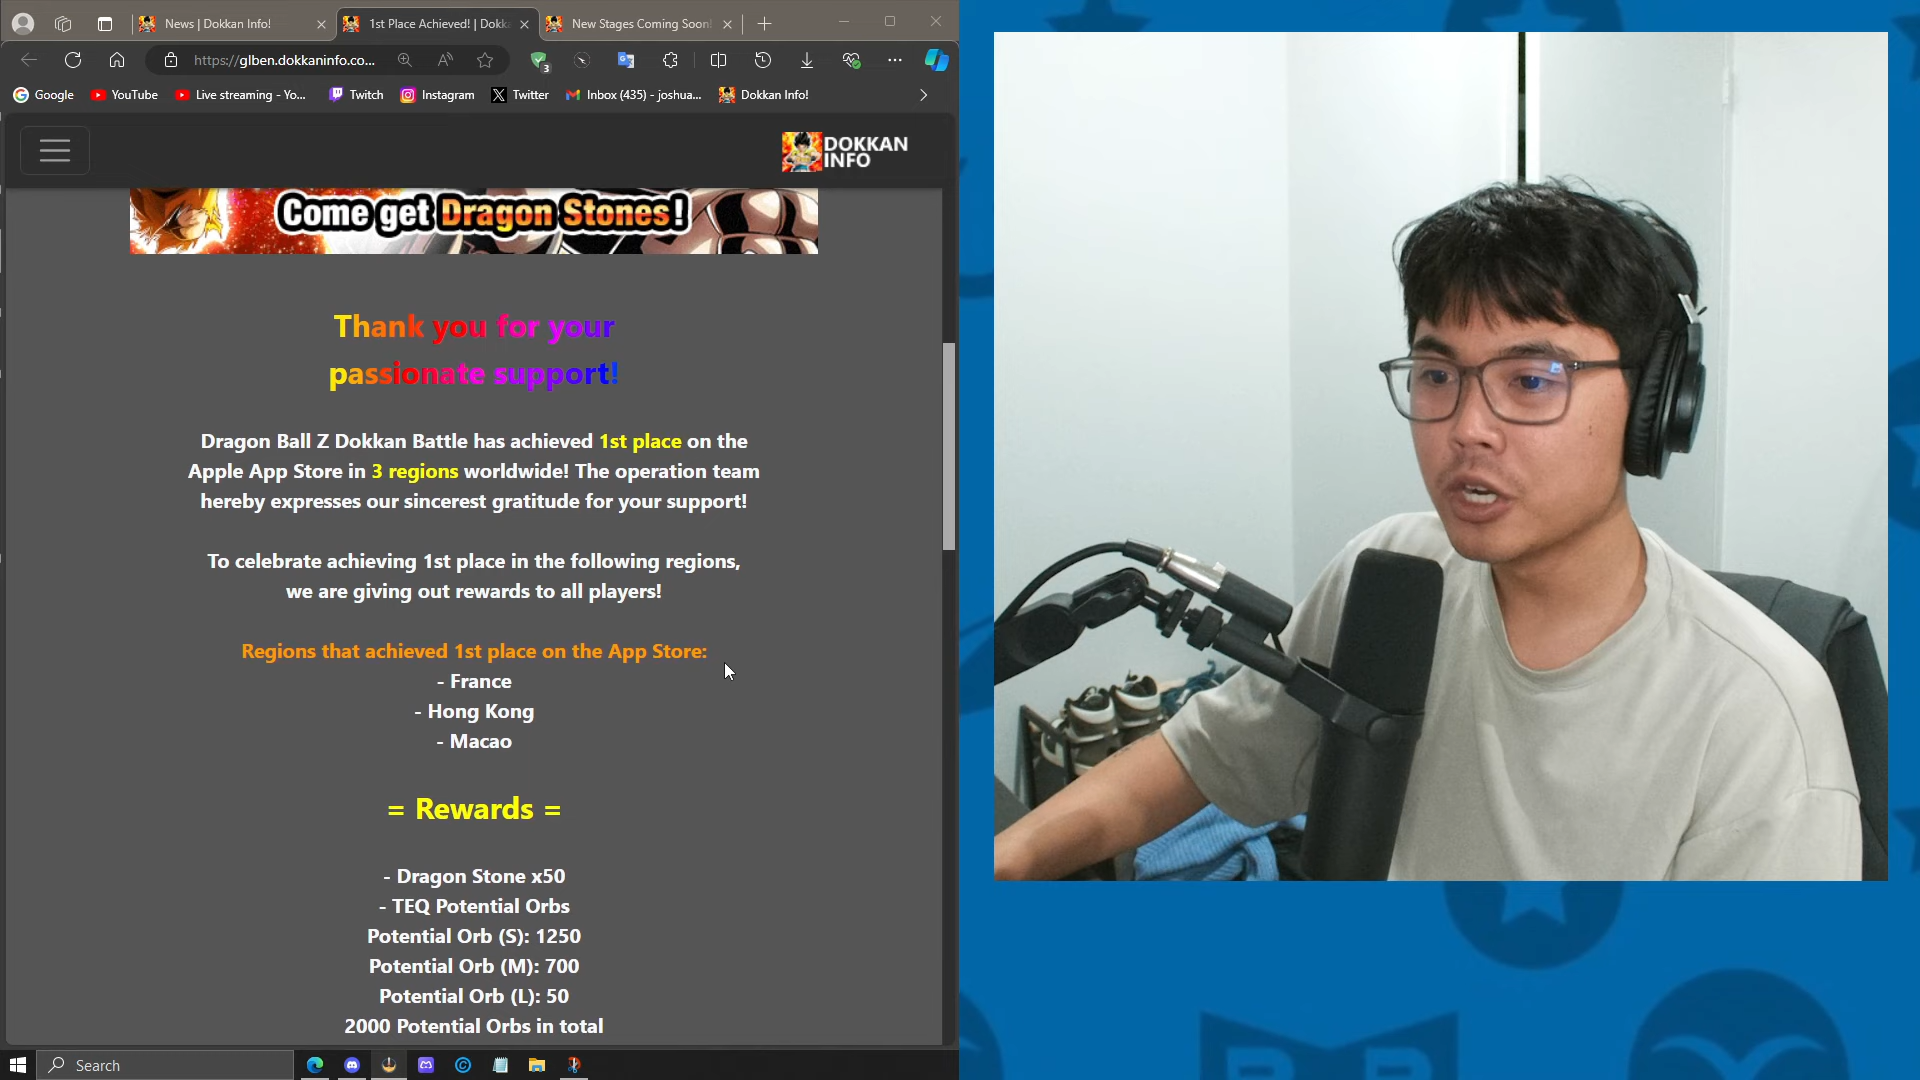 News | Dokkan Info!
1st Place Achieved! | Dokk
New Stages Coming Soon!
https://glben.dokkaninfo.co...
3
Google
YouTube
Live streaming - Yo...
Twitch
Instagram
Twitter
Inbox (435) - joshua...
Dokkan Info!
DOKKAN
INFO
Come get Dragon Stones!
Thank you for your
passionate support!
Dragon Ball Z Dokkan Battle has achieved 1st place on the
Apple App Store in 3 regions worldwide! The operation team
hereby expresses our sincerest gratitude for your support!
To celebrate achieving 1st place in the following regions,
we are giving out rewards to all players!
Regions that achieved 1st place on the App Store:
- France
- Hong Kong
- Macao
= Rewards =
- Dragon Stone x50
- TEQ Potential Orbs
Potential Orb (S): 1250
Potential Orb (M): 700
Potential Orb (L): 50
2000 Potential Orbs in total
Search